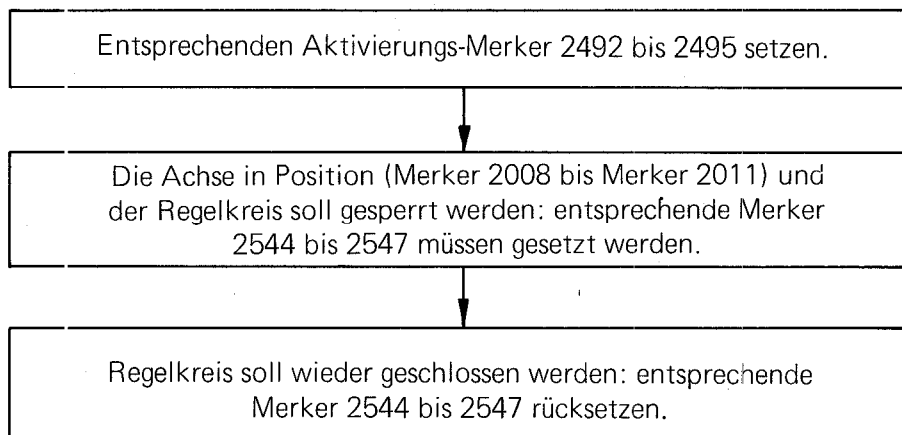 Entsprechenden Aktivierungs-Merker 2492 bis 2495 setzen.
Die Achse in Position (Merker 2008 bis Merker 2011) und
der Regelkreis soll gesperrt werden: entsprechende Merker
2544 bis 2547 müssen gesetzt werden.
Regelkreis soll wieder geschlossen werden: entsprechende
Merker 2544 bis 2547 rücksetzen.